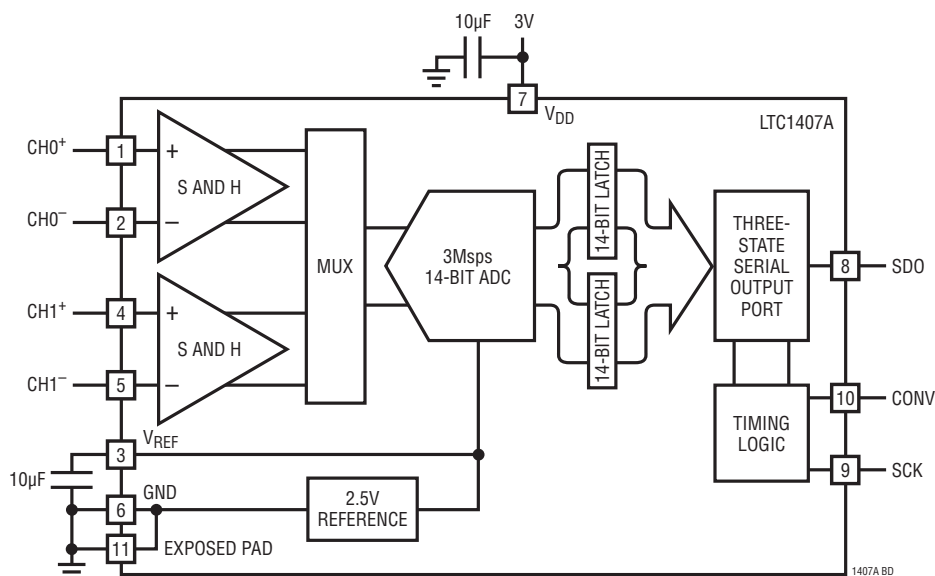 10µF
3V
7
VDD
LTC1407A
CH0+
1
+
S AND H
CH0–
2
–
CH1+
4
+
S AND H
CH1–
5
–
MUX
3Msps
14-BIT ADC
14-BIT LATCH
14-BIT LATCH
THREE-
STATE
SERIAL
OUTPUT
PORT
8
SDO
TIMING
LOGIC
10
CONV
9
SCK
VREF
3
10µF
GND
6
2.5V
REFERENCE
11
EXPOSED PAD
1407A BD